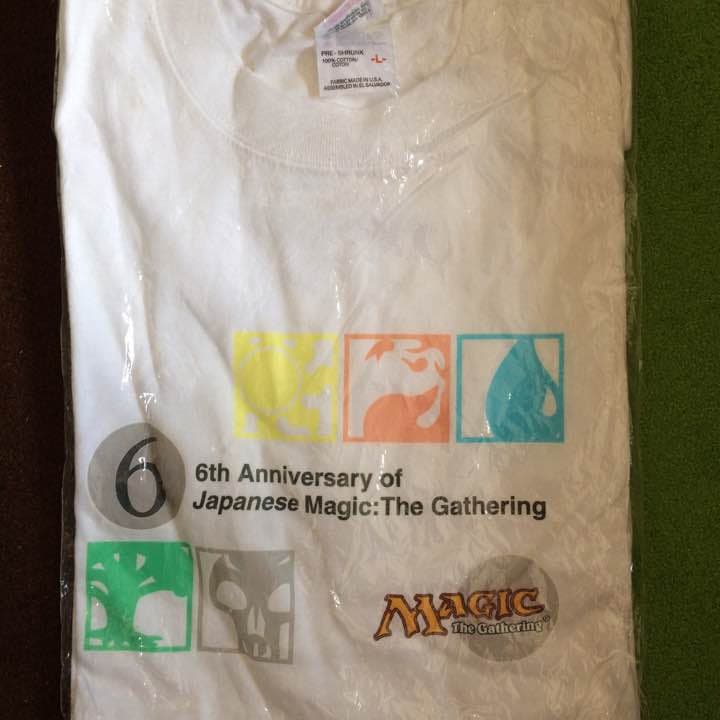 PRE-SHRUNK
100% COTTON/
COTON
-L-
FABRIC MADE IN U.S.A.
ASSEMBLED IN EL SALVADOR
6
6th Anniversary of
Japanese Magic:The Gathering
MAGIC
The Gathering®